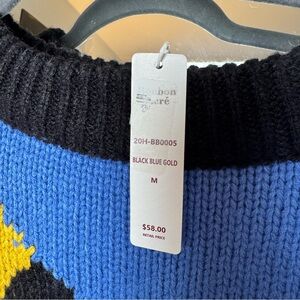 20H-BB0005
BLACK BLUE GOLD
M
$58.00
RETAIL PRICE